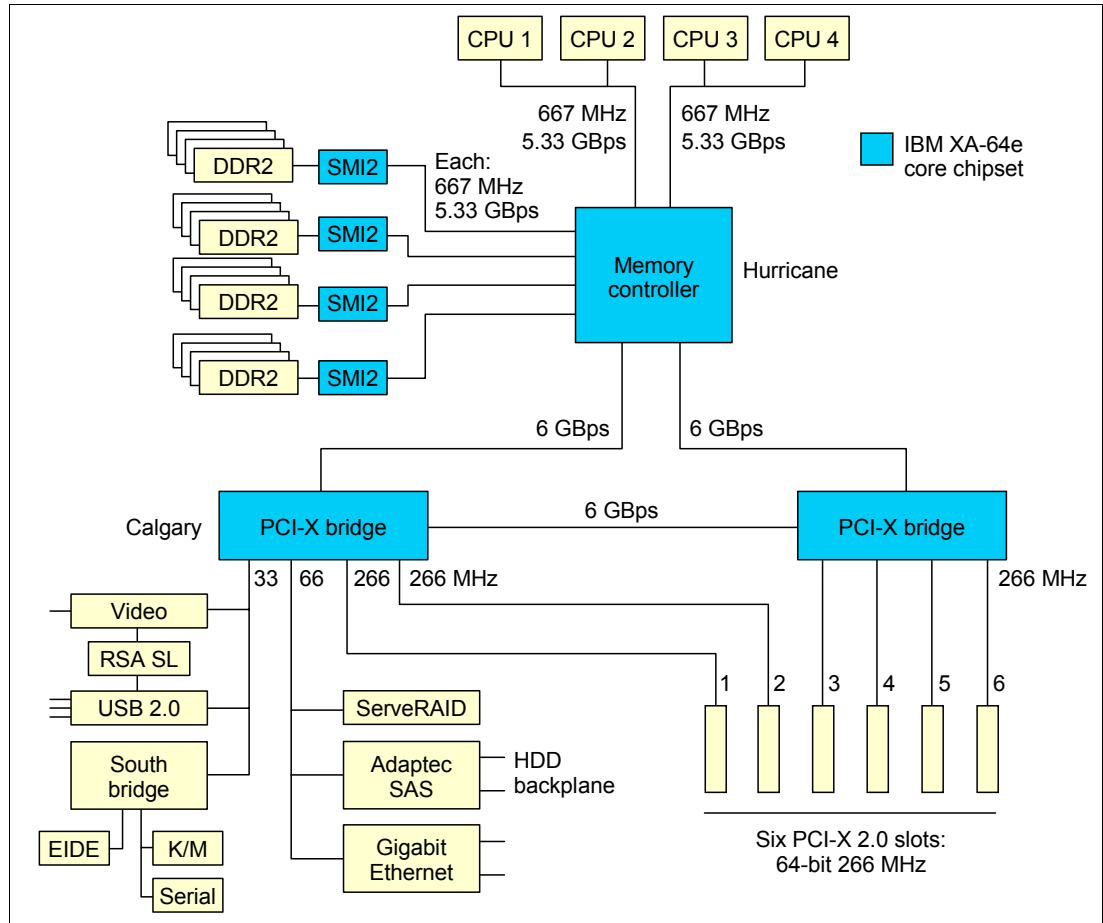 CPU 1
CPU 2
CPU 3
CPU 4
667 MHz
5.33 GBps
667 MHz
5.33 GBps
IBM XA-64e
core chipset
DDR2
SMI2
Each:
667 MHz
5.33 GBps
DDR2
SMI2
DDR2
SMI2
DDR2
SMI2
Memory
controller
Hurricane
6 GBps
6 GBps
Calgary
PCI-X bridge
6 GBps
PCI-X bridge
33
66
266
266 MHz
266 MHz
Video
RSA SL
USB 2.0
South
bridge
EIDE
K/M
Serial
ServeRAID
Adaptec
SAS
HDD
backplane
Gigabit
Ethernet
1
2
3
4
5
6
Six PCI-X 2.0 slots:
64-bit 266 MHz